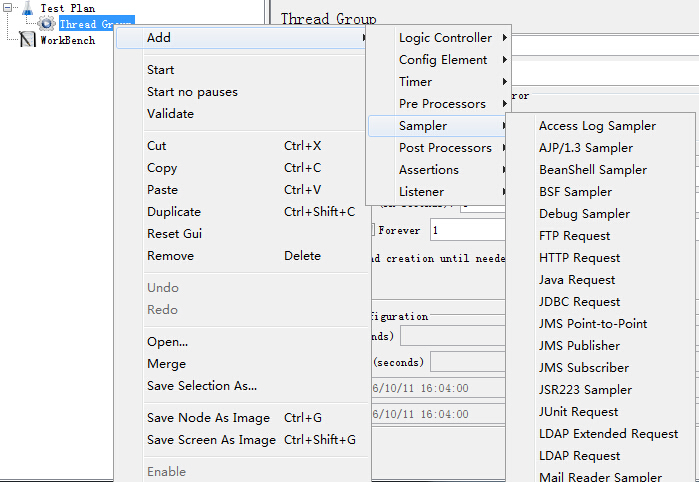 Test Plan
Thread Group
WorkBench
Thread Group
Add
Start
Start no pauses
Validate
Cut Ctrl+X
Copy Ctrl+C
Paste Ctrl+V
Duplicate Ctrl+Shift+C
Reset Gui
Remove Delete
Undo
Redo
Open...
Merge
Save Selection As...
Save Node As Image Ctrl+G
Save Screen As Image Ctrl+Shift+G
Enable
Logic Controller
Config Element
Timer
Pre Processors
Sampler
Post Processors
Assertions
Listener
Access Log Sampler
AJP/1.3 Sampler
BeanShell Sampler
BSF Sampler
Debug Sampler
FTP Request
HTTP Request
Java Request
JDBC Request
JMS Point-to-Point
JMS Publisher
JMS Subscriber
JSR223 Sampler
JUnit Request
LDAP Extended Request
LDAP Request
Mail Reader Sampler
ror
Forever 1
d creation until neede
figuration
nds)
(seconds)
6/10/11 16:04:00
6/10/11 16:04:00